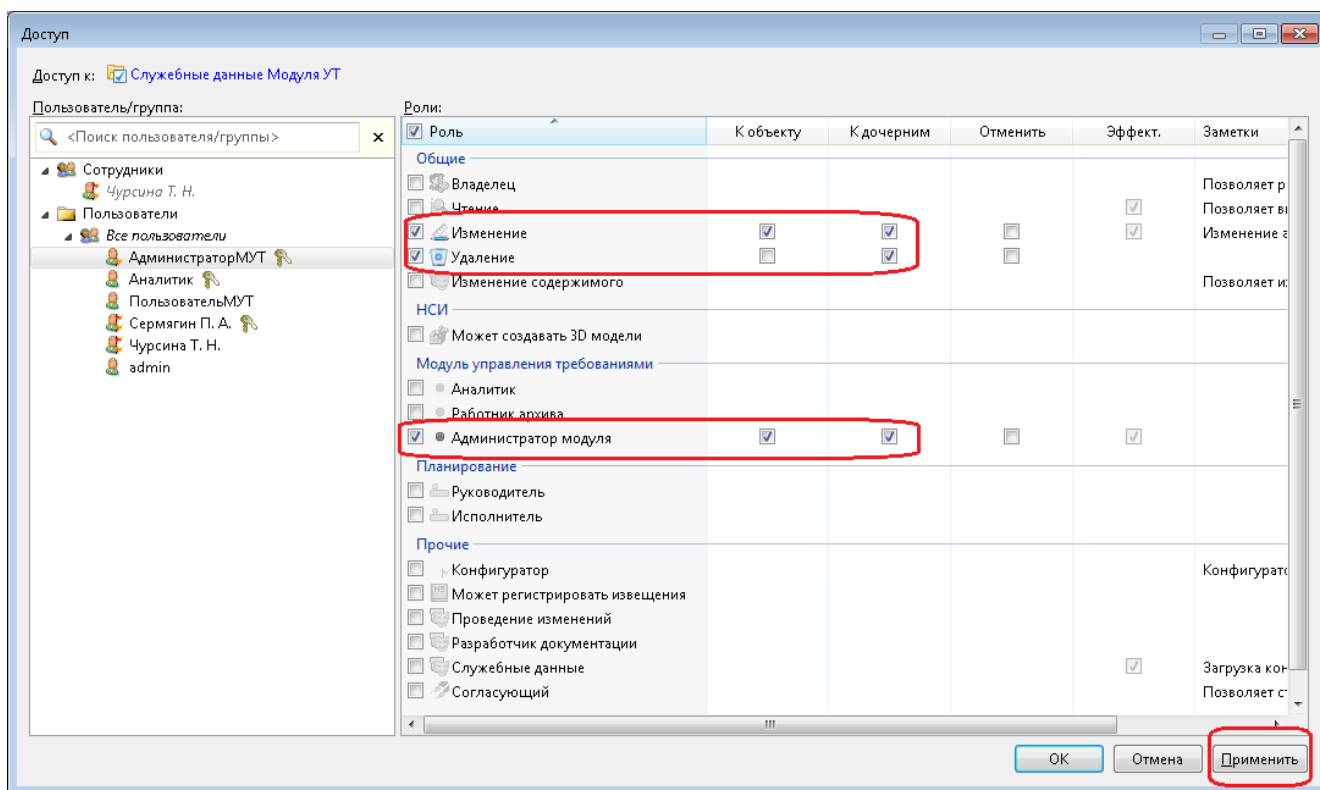 Доступ
Доступ к: Служебные данные Модуля УТ
Пользователь/группа:
<Поиск пользователя/группы> x
Сотрудники
Чурсина Т. Н.
Пользователи
Все пользователи
АдминистраторМУТ
Аналитик
ПользовательМУТ
Сермягин П. А.
Чурсина Т. Н.
admin
Роли:
Роль К объекту К дочерним Отменить Эффект. Заметки
Общие
Владелец Позволяет р
Чтение Позволяет
Изменение Изменение
Удаление
Изменение содержимого Позволяет
НСИ
Может создавать 3D модели
Модуль управления требованиями
Аналитик
Работник архива
Администратор модуля
Планирование
Руководитель
Исполнитель
Прочие
Конфигуратор Конфигурато
Может регистрировать извещения
Проведение изменений
Разработчик документации
Служебные данные Загрузка кон
Согласующий Позволяет
OK Отмена Применить